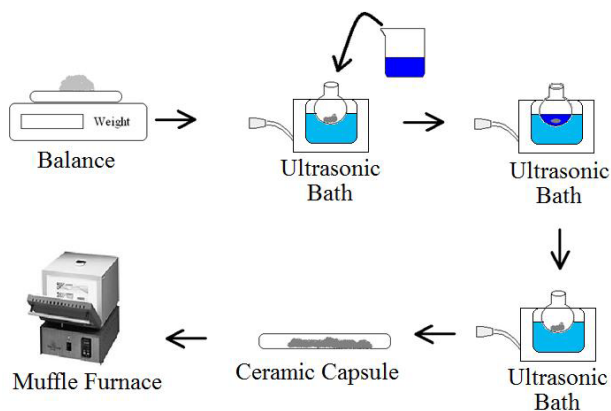 Weight
Balance
Ultrasonic
Bath
Ultrasonic
Bath
Ultrasonic
Bath
Ceramic Capsule
Muffle Furnace